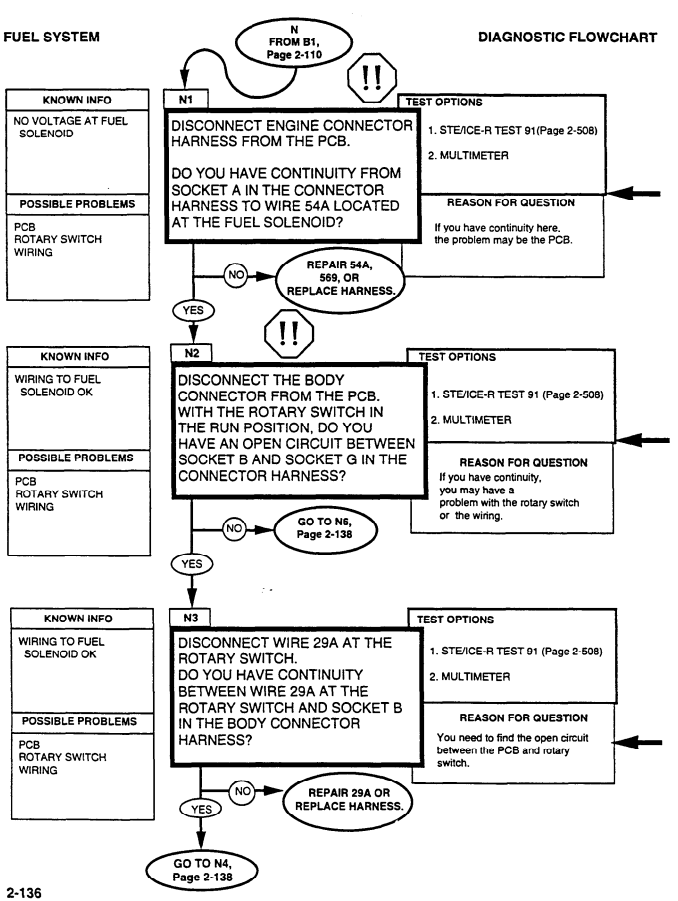 FUEL SYSTEM
N
FROM B1,
Page 2-110
DIAGNOSTIC FLOWCHART
!!
KNOWN INFO
NO VOLTAGE AT FUEL
SOLENOID
POSSIBLE PROBLEMS
PCB
ROTARY SWITCH
WIRING
N1
DISCONNECT ENGINE CONNECTOR
HARNESS FROM THE PCB.
DO YOU HAVE CONTINUITY FROM
SOCKET A IN THE CONNECTOR
HARNESS TO WIRE 54A LOCATED
AT THE FUEL SOLENOID?
TEST OPTIONS
1. STE/ICE-R TEST 91(Page 2-508)
2. MULTIMETER
REASON FOR QUESTION
If you have continuity here,
the problem may be the PCB.
NO
REPAIR 54A,
569, OR
REPLACE HARNESS.
YES
!!
KNOWN INFO
WIRING TO FUEL
SOLENOID OK
POSSIBLE PROBLEMS
PCB
ROTARY SWITCH
WIRING
N2
DISCONNECT THE BODY
CONNECTOR FROM THE PCB.
WITH THE ROTARY SWITCH IN
THE RUN POSITION, DO YOU
HAVE AN OPEN CIRCUIT BETWEEN
SOCKET B AND SOCKET G IN THE
CONNECTOR HARNESS?
TEST OPTIONS
1. STE/ICE-R TEST 91 (Page 2-508)
2. MULTIMETER
REASON FOR QUESTION
If you have continuity,
you may have a
problem with the rotary switch
or the wiring.
NO
GO TO N6,
Page 2-138
YES
KNOWN INFO
WIRING TO FUEL
SOLENOID OK
POSSIBLE PROBLEMS
PCB
ROTARY SWITCH
WIRING
N3
DISCONNECT WIRE 29A AT THE
ROTARY SWITCH.
DO YOU HAVE CONTINUITY
BETWEEN WIRE 29A AT THE
ROTARY SWITCH AND SOCKET B
IN THE BODY CONNECTOR
HARNESS?
TEST OPTIONS
1. STE/ICE-R TEST 91 (Page 2-508)
2. MULTIMETER
REASON FOR QUESTION
You need to find the open circuit
between the PCB and rotary
switch.
NO
REPAIR 29A OR
REPLACE HARNESS.
YES
GO TO N4,
Page 2-138
2-136